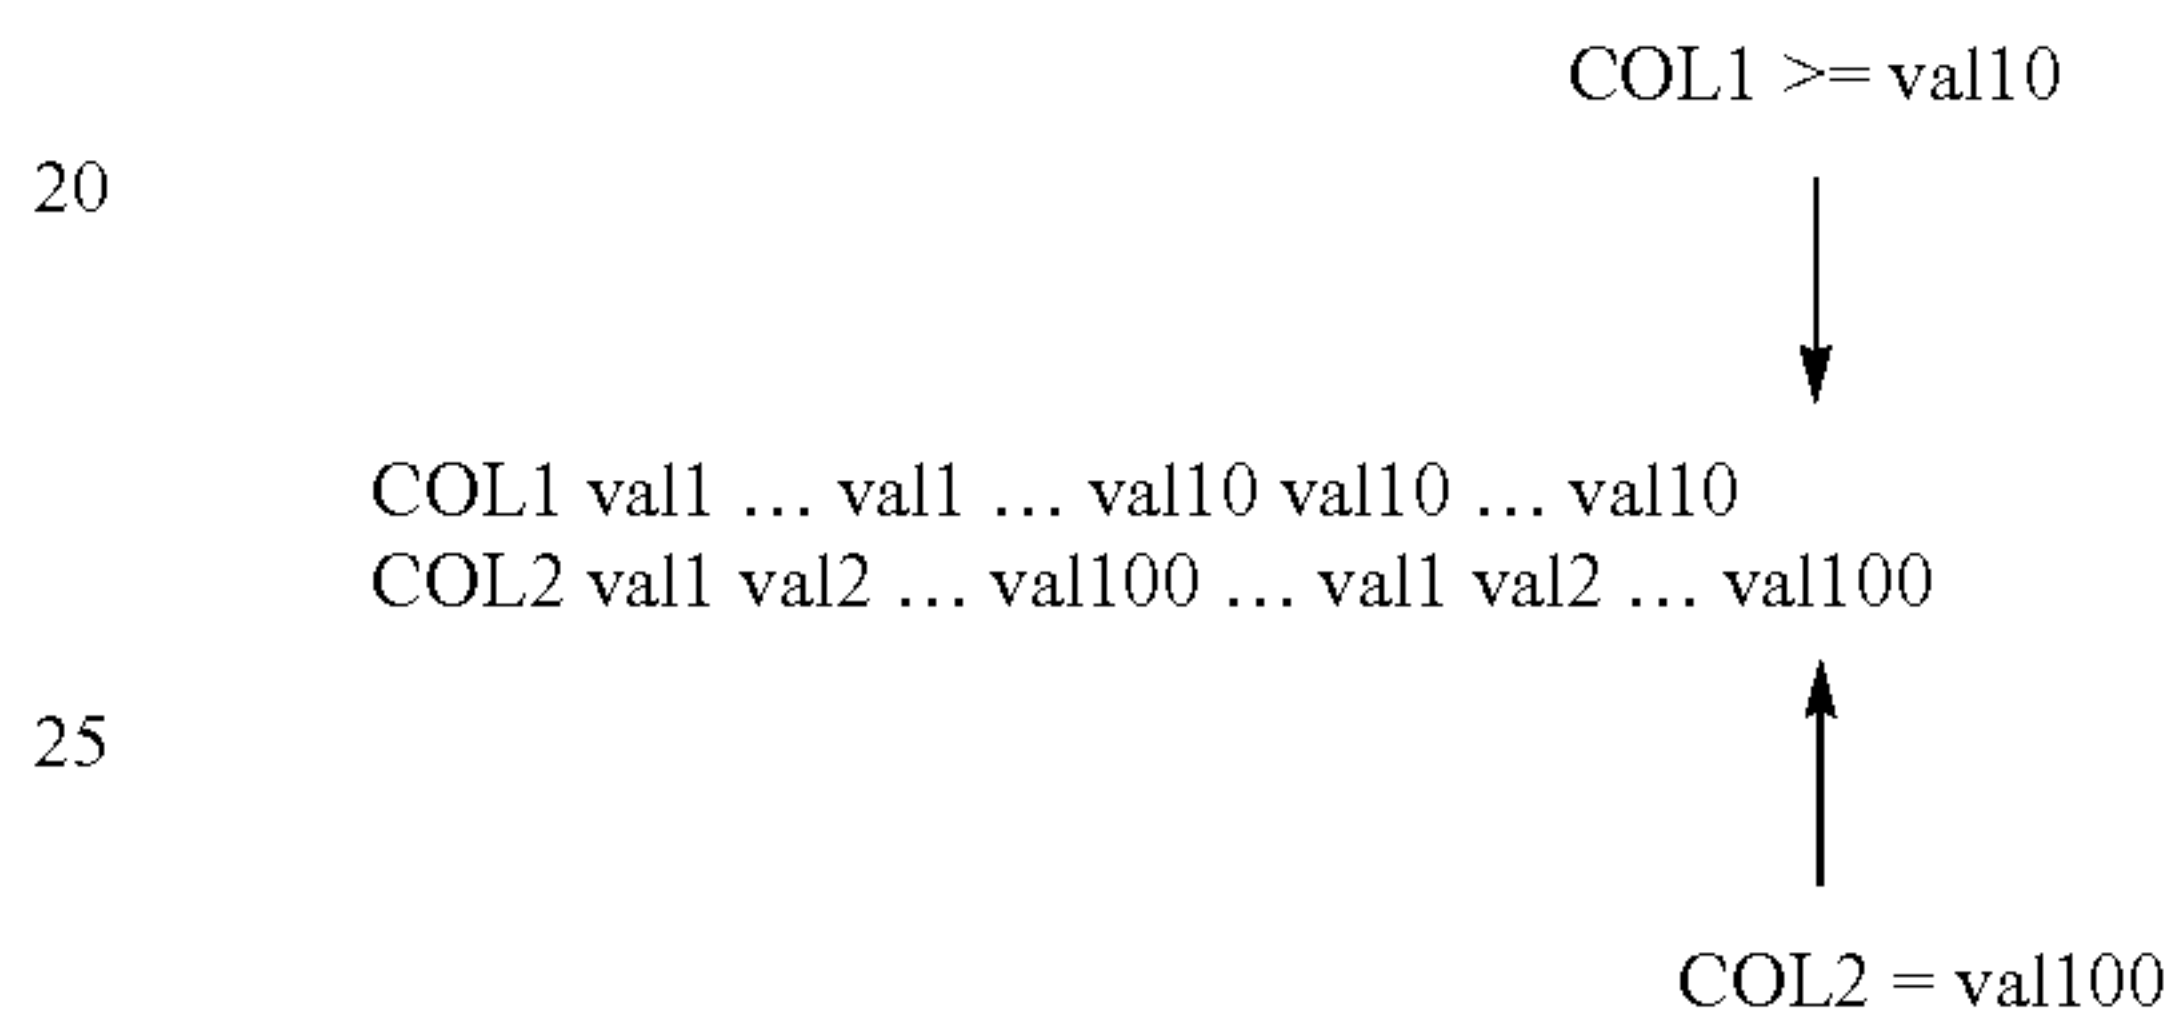 COL1 >= val10
20
COL1 val1 … val1 … val10 val10 … val10
COL2 val1 val2 … val100 … val1 val2 … val100
25
COL2 = val100